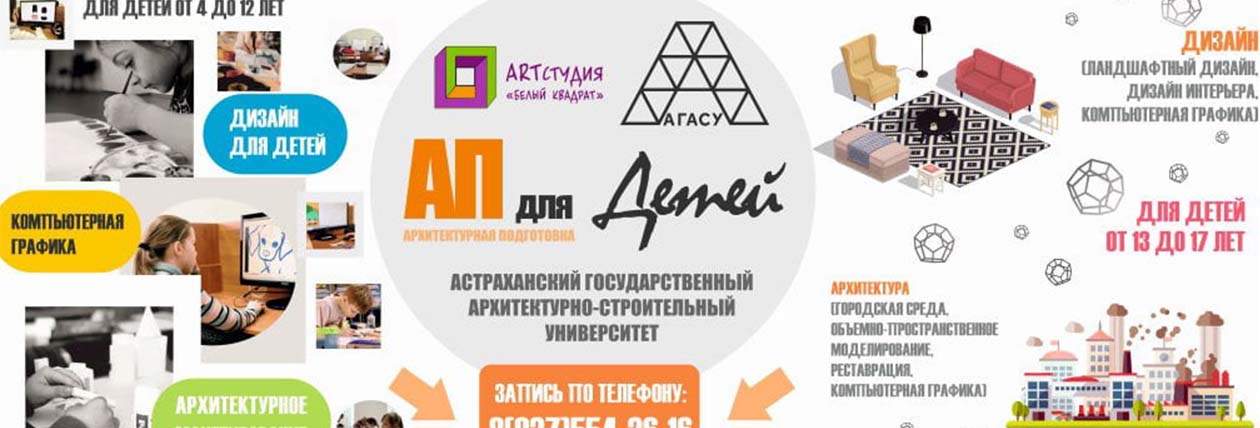 ДЛЯ ДЕТЕЙ ОТ 4 ДО 12 ЛЕТ
ДИЗАЙН
ДЛЯ ДЕТЕЙ
КОМПЬЮТЕРНАЯ
ГРАФИКА
АРХИТЕКТУРНОЕ
ARTСТУДИЯ
«БЕЛЫЙ КВАДРАТ»
АГАСУ
АП для Детей
АРХИТЕКТУРНАЯ ПОДГОТОВКА
АСТРАХАНСКИЙ ГОСУДАРСТВЕННЫЙ
АРХИТЕКТУРНО-СТРОИТЕЛЬНЫЙ
УНИВЕРСИТЕТ
ЗАПИСЬ ПО ТЕЛЕФОНУ:
ДИЗАЙН
(ЛАНДШАФТНЫЙ ДИЗАЙН,
ДИЗАЙН ИНТЕРЬЕРА,
КОМПЬЮТЕРНАЯ ГРАФИКА)
ДЛЯ ДЕТЕЙ
ОТ 13 ДО 17 ЛЕТ
АРХИТЕКТУРА
(ГОРОДСКАЯ СРЕДА,
ОБЪЕМНО-ПРОСТРАНСТВЕННОЕ
МОДЕЛИРОВАНИЕ,
РЕСТАВРАЦИЯ,
КОМПЬЮТЕРНАЯ ГРАФИКА)